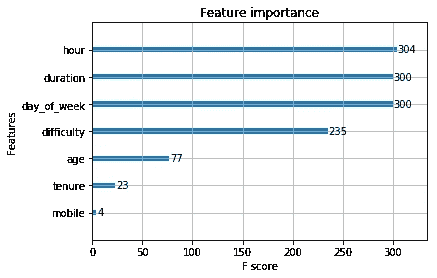 Feature importance
Features
hour
304
duration
300
day_of_week
300
difficulty
235
age
77
tenure
23
mobile
4
0 50 100 150 200 250 300
F score